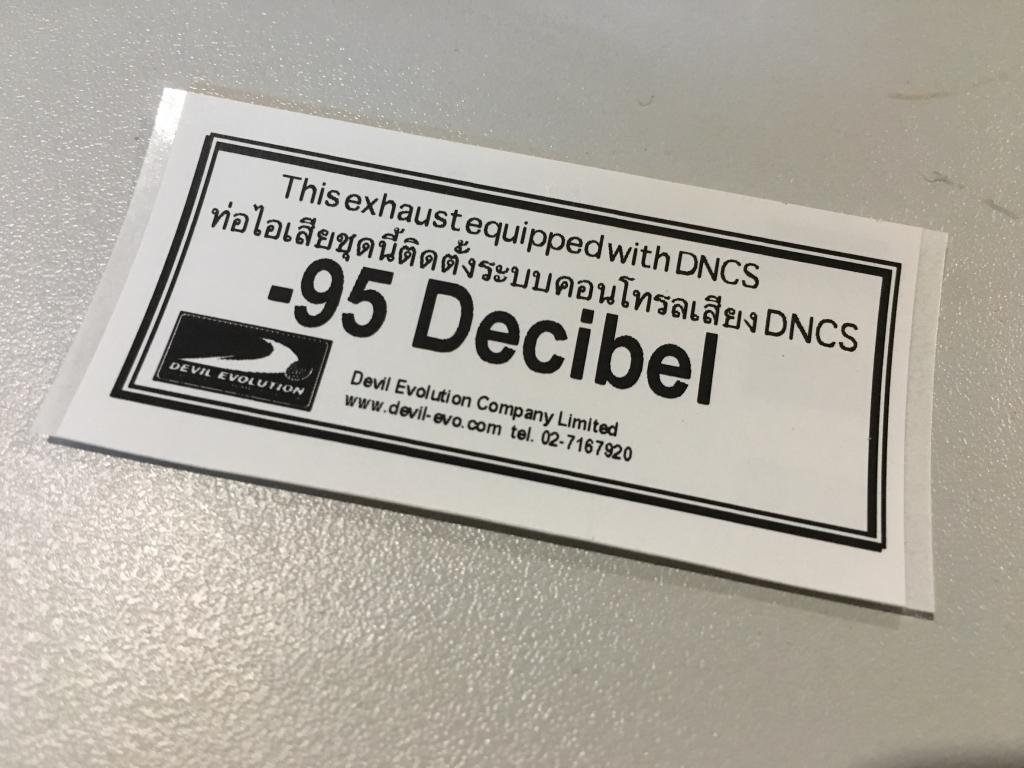 This exhaust equipped with DNCS
ท่อไอเสียชุดนี้ติดตั้งระบบคอนโทรลเสียง DNCS
-95 Decibel
DEVIL EVOLUTION
Devil Evolution Company Limited
www.devil-evo.com tel. 02-7167920